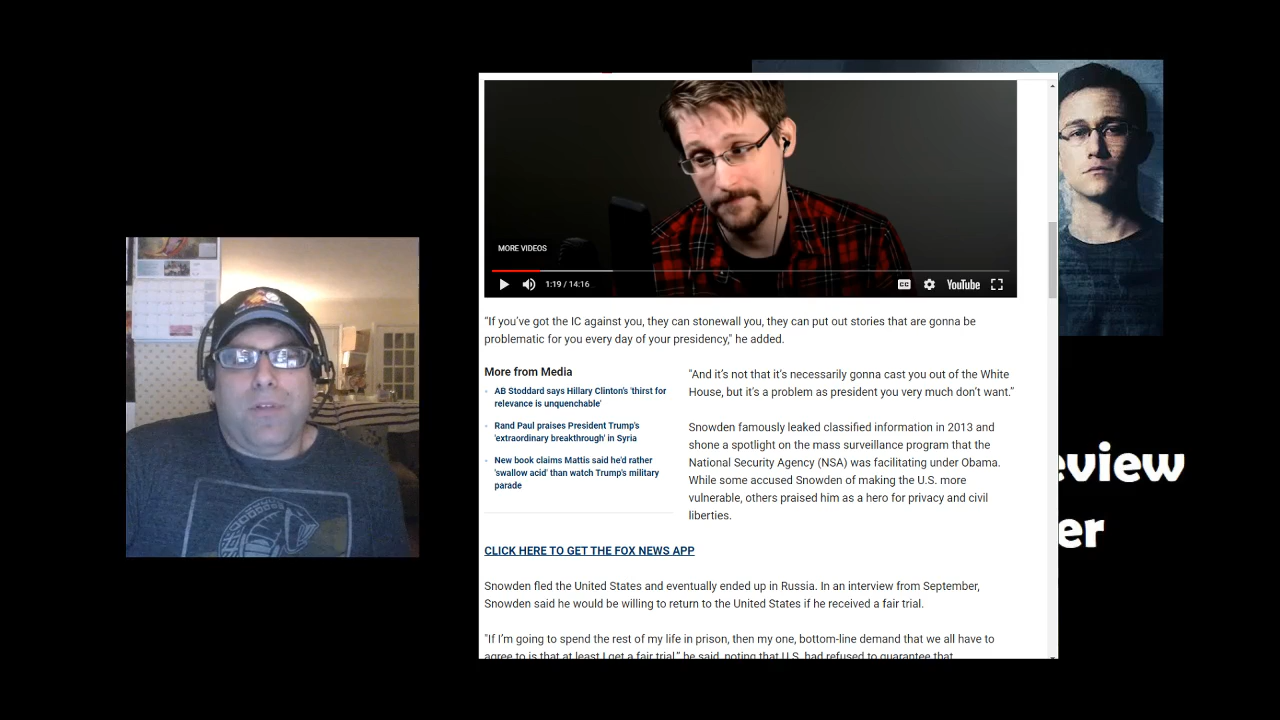 MORE VIDEOS
1:19 / 14:16
CC
YouTube
“If you’ve got the IC against you, they can stonewall you, they can put out stories that are gonna be
problematic for you every day of your presidency,” he added.
More from Media
AB Stoddard says Hillary Clinton's 'thirst for
relevance is unquenchable'
Rand Paul praises President Trump's
'extraordinary breakthrough' in Syria
New book claims Mattis said he'd rather
'swallow acid' than watch Trump's military
parade
"And it’s not that it’s necessarily gonna cast you out of the White
House, but it’s a problem as president you very much don’t want.”
Snowden famously leaked classified information in 2013 and
shone a spotlight on the mass surveillance program that the
National Security Agency (NSA) was facilitating under Obama.
While some accused Snowden of making the U.S. more
vulnerable, others praised him as a hero for privacy and civil
liberties.
CLICK HERE TO GET THE FOX NEWS APP
Snowden fled the United States and eventually ended up in Russia. In an interview from September,
Snowden said he would be willing to return to the United States if he received a fair trial.
"If I’m going to spend the rest of my life in prison, then my one, bottom-line demand that we all have to
agree to is that at least I get a fair trial,” he said, noting that U.S. had refused to guarantee that.
eview
er